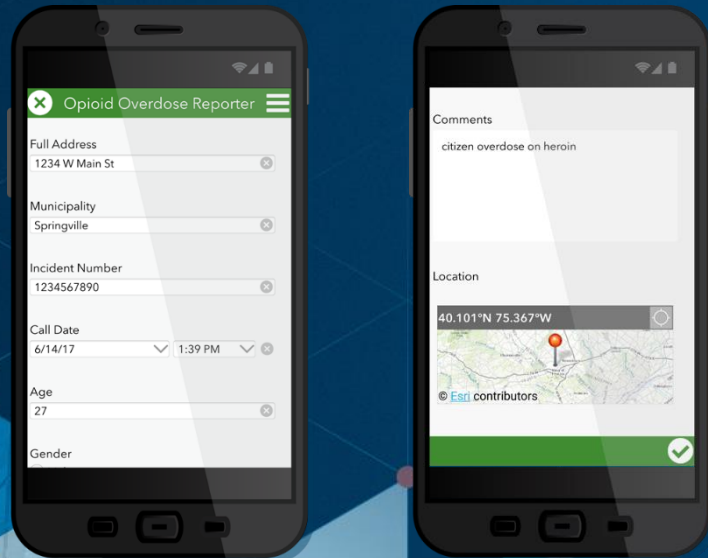 Opioid Overdose Reporter
Full Address
1234 W Main St
Municipality
Springville
Incident Number
1234567890
Call Date
6/14/17 1:39 PM
Age
27
Gender
Comments
citizen overdose on heroin
Location
40.101°N 75.367°W
© Esri contributors